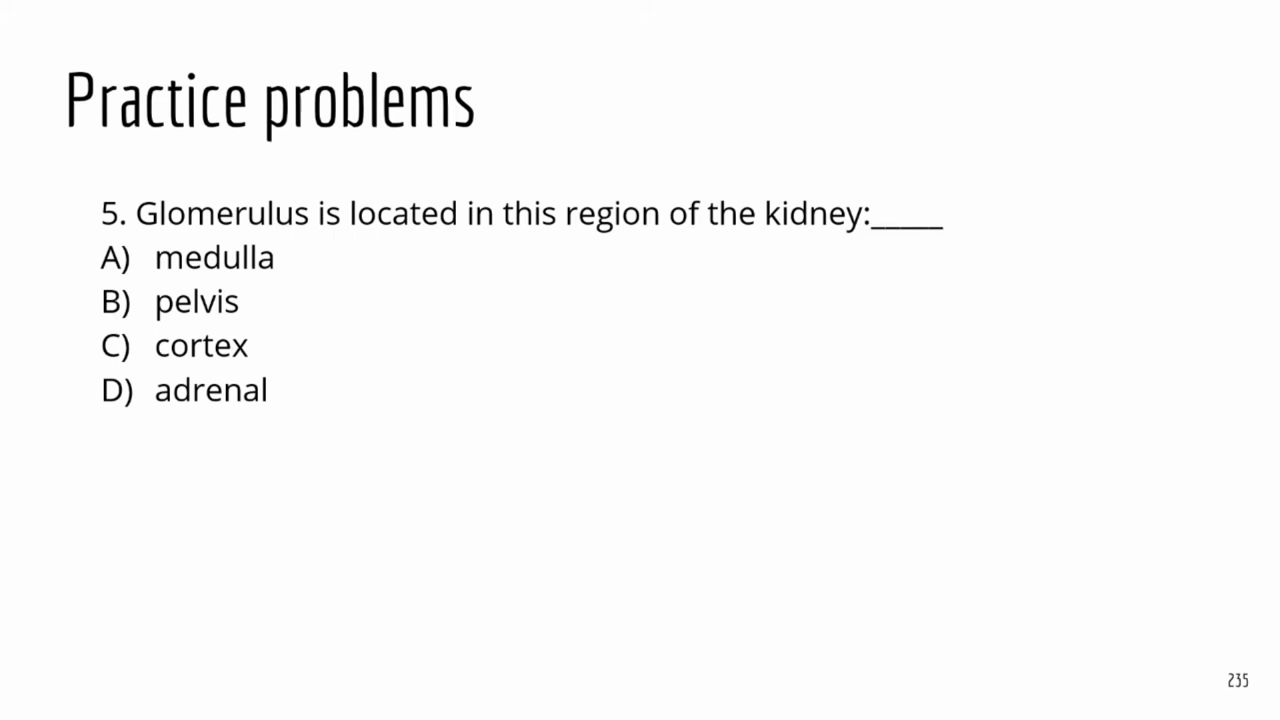 Practice problems
5. Glomerulus is located in this region of the kidney:_____
A) medulla
B) pelvis
C) cortex
D) adrenal
235